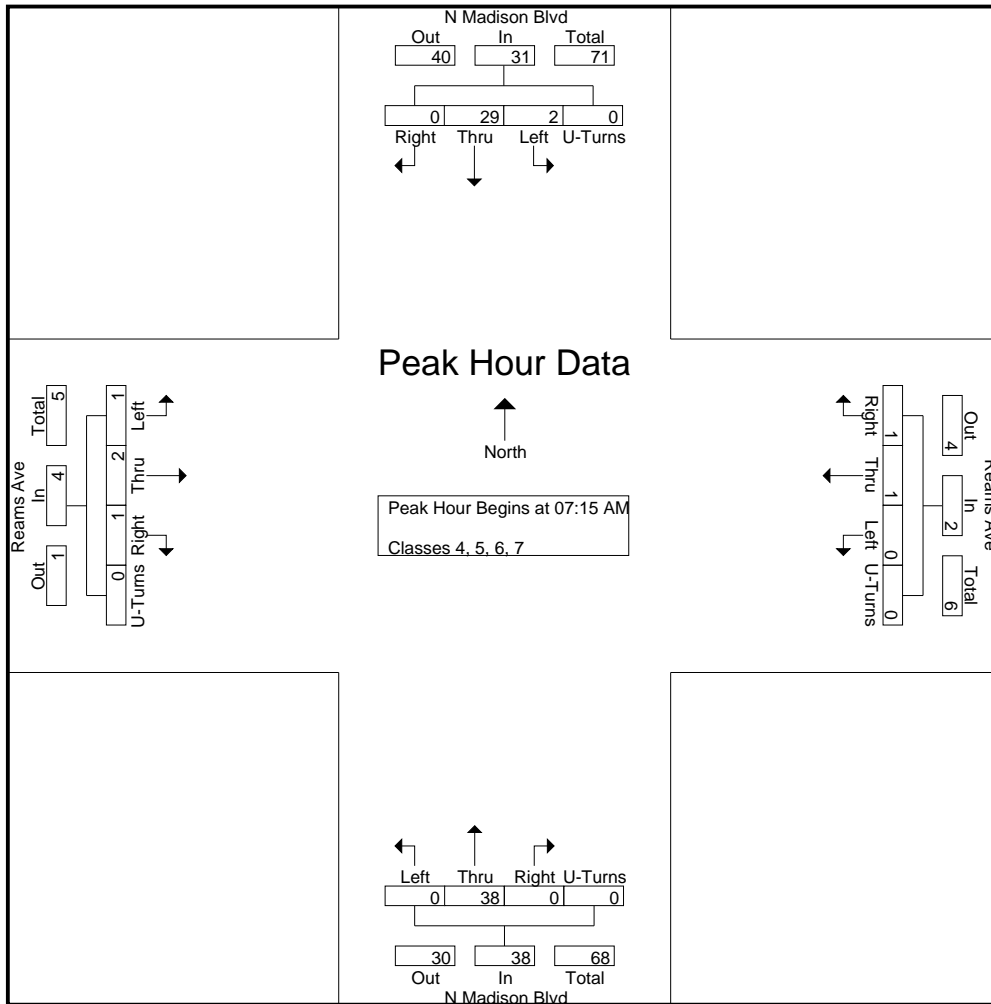 N Madison Blvd
Out In Total
40 31 71
0 29 2 0
Right Thru Left U-Turns
Peak Hour Data
North
Peak Hour Begins at 07:15 AM
Classes 4, 5, 6, 7
Reams Ave
Out In Total
1 4 5
0 1 2 1
U-Turns Right Thru Left
Reams Ave
Out In Total
4 2 6
1 1 0 0
Right Thru Left U-Turns
Left Thru Right U-Turns
0 38 0 0
30 38 68
Out In Total
N Madison Blvd